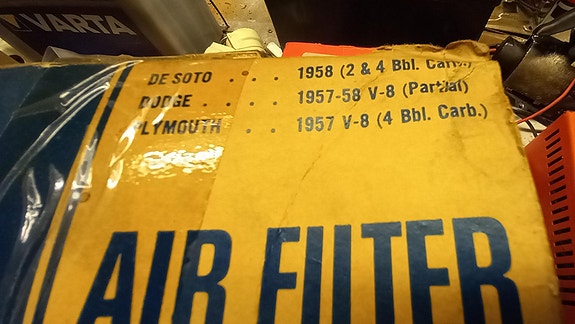 VARTA
DE SOTO . . . . 1958 (2 & 4 Bbl. Carb.)
DODGE . . . . . 1957-58 V-8 (Partial)
PLYMOUTH . . 1957 V-8 (4 Bbl. Carb.)
AIR FILTER